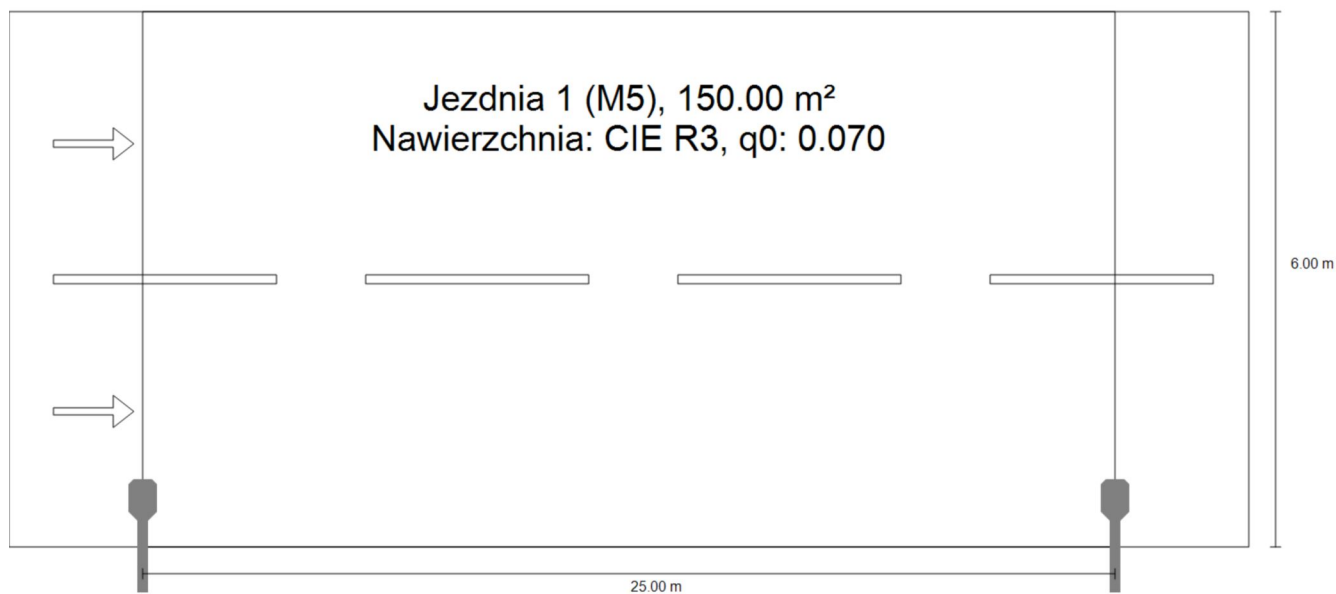 Jezdnia 1 (M5), 150.00 m²
Nawierzchnia: CIE R3, q0: 0.070
6.00 m
25.00 m